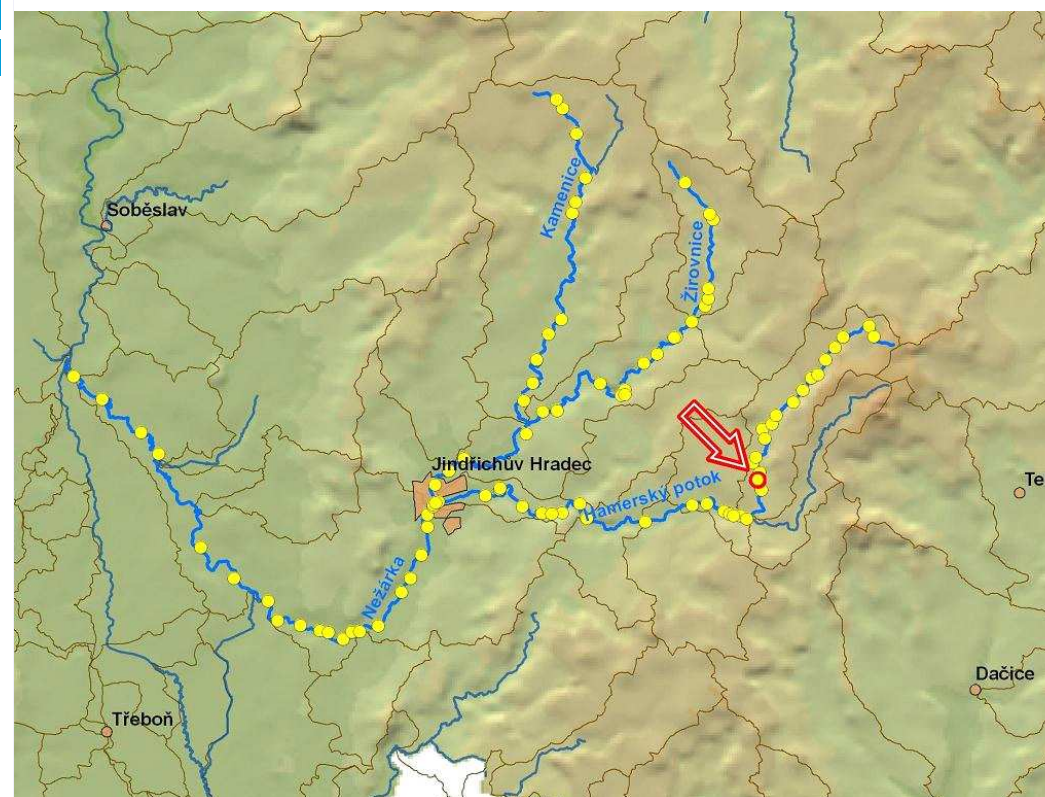 Soběslav
Kamenice
Žirovnice
Jindřichův Hradec
Hamerský potok
Te
Nežárka
Dačice
Třeboň